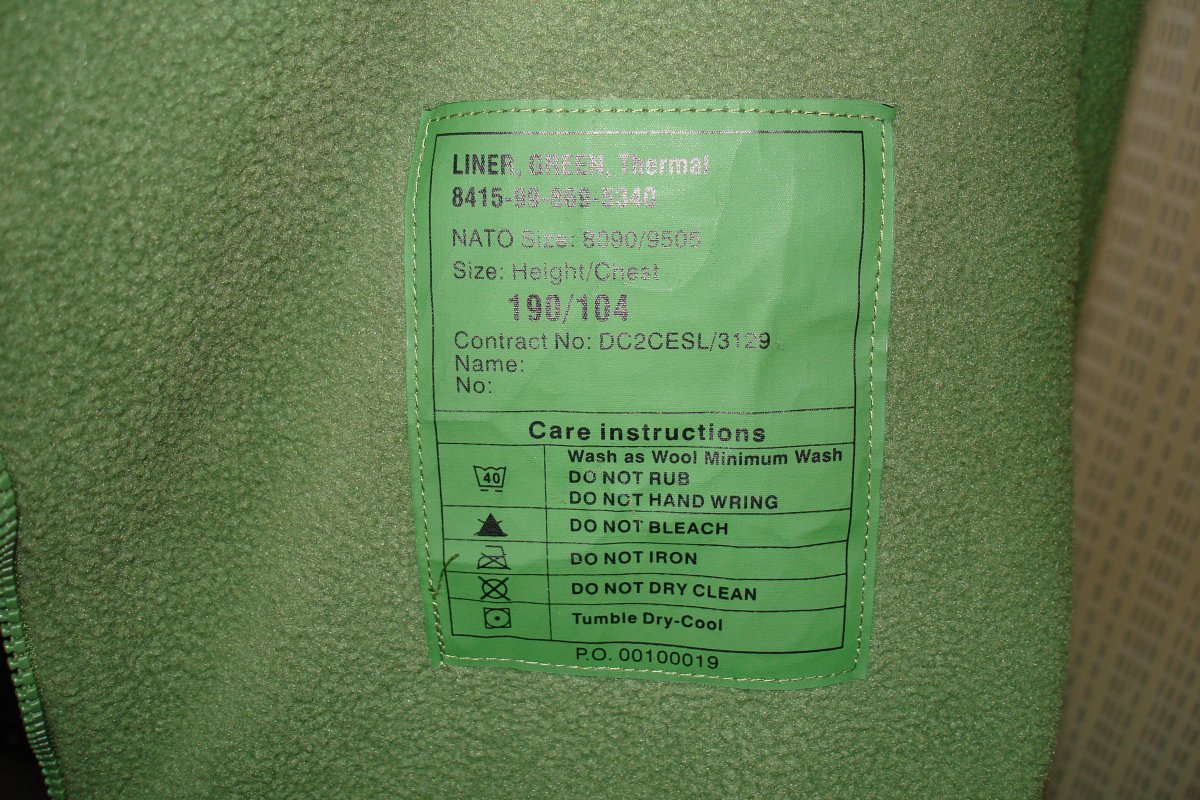 LINER, GREEN, Thermal
8415-99-869-5340
NATO Size: 8090/9505
Size: Height/Chest
190/104
Contract No: DC2CESL/3129
Name:
No:
Care instructions
40
Wash as Wool Minimum Wash
DO NOT RUB
DO NOT HAND WRING
DO NOT BLEACH
DO NOT IRON
DO NOT DRY CLEAN
Tumble Dry-Cool
P.O. 00100019